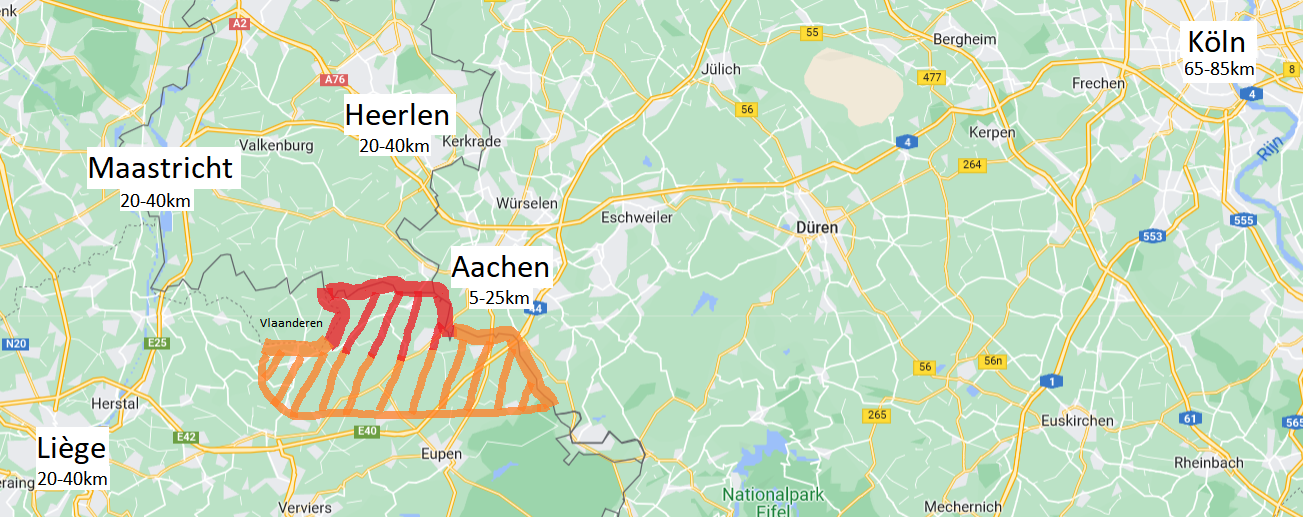 enk
A2
55
Bergheim
Köln
65-85km
8
Jülich
477
Frechen
4
A76
56
Heerlen
20-40km
Kerkrade
Valkenburg
4
Kerpen
Rijn
Maastricht
20-40km
264
Würselen
Eschweiler
Düren
555
553
Aachen
5-25km
44
Vlaanderen
N20
E25
56
56n
1
Herstal
265
Euskirchen
61
565
E42
E40
Liège
20-40km
eraing
Eupen
Rheinbach
Verviers
Nationalpark
Eifel
Mechernich